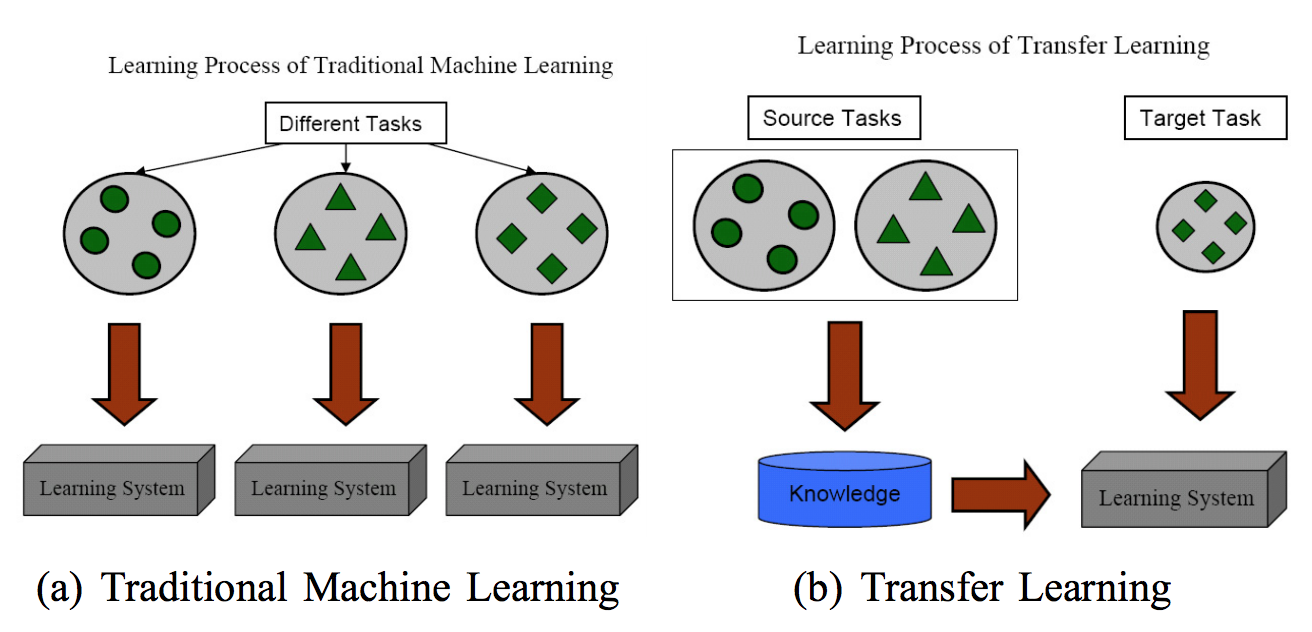 Learning Process of Traditional Machine Learning
Different Tasks
Learning System
Learning System
Learning System
(a) Traditional Machine Learning
Learning Process of Transfer Learning
Source Tasks
Target Task
Knowledge
Learning System
(b) Transfer Learning